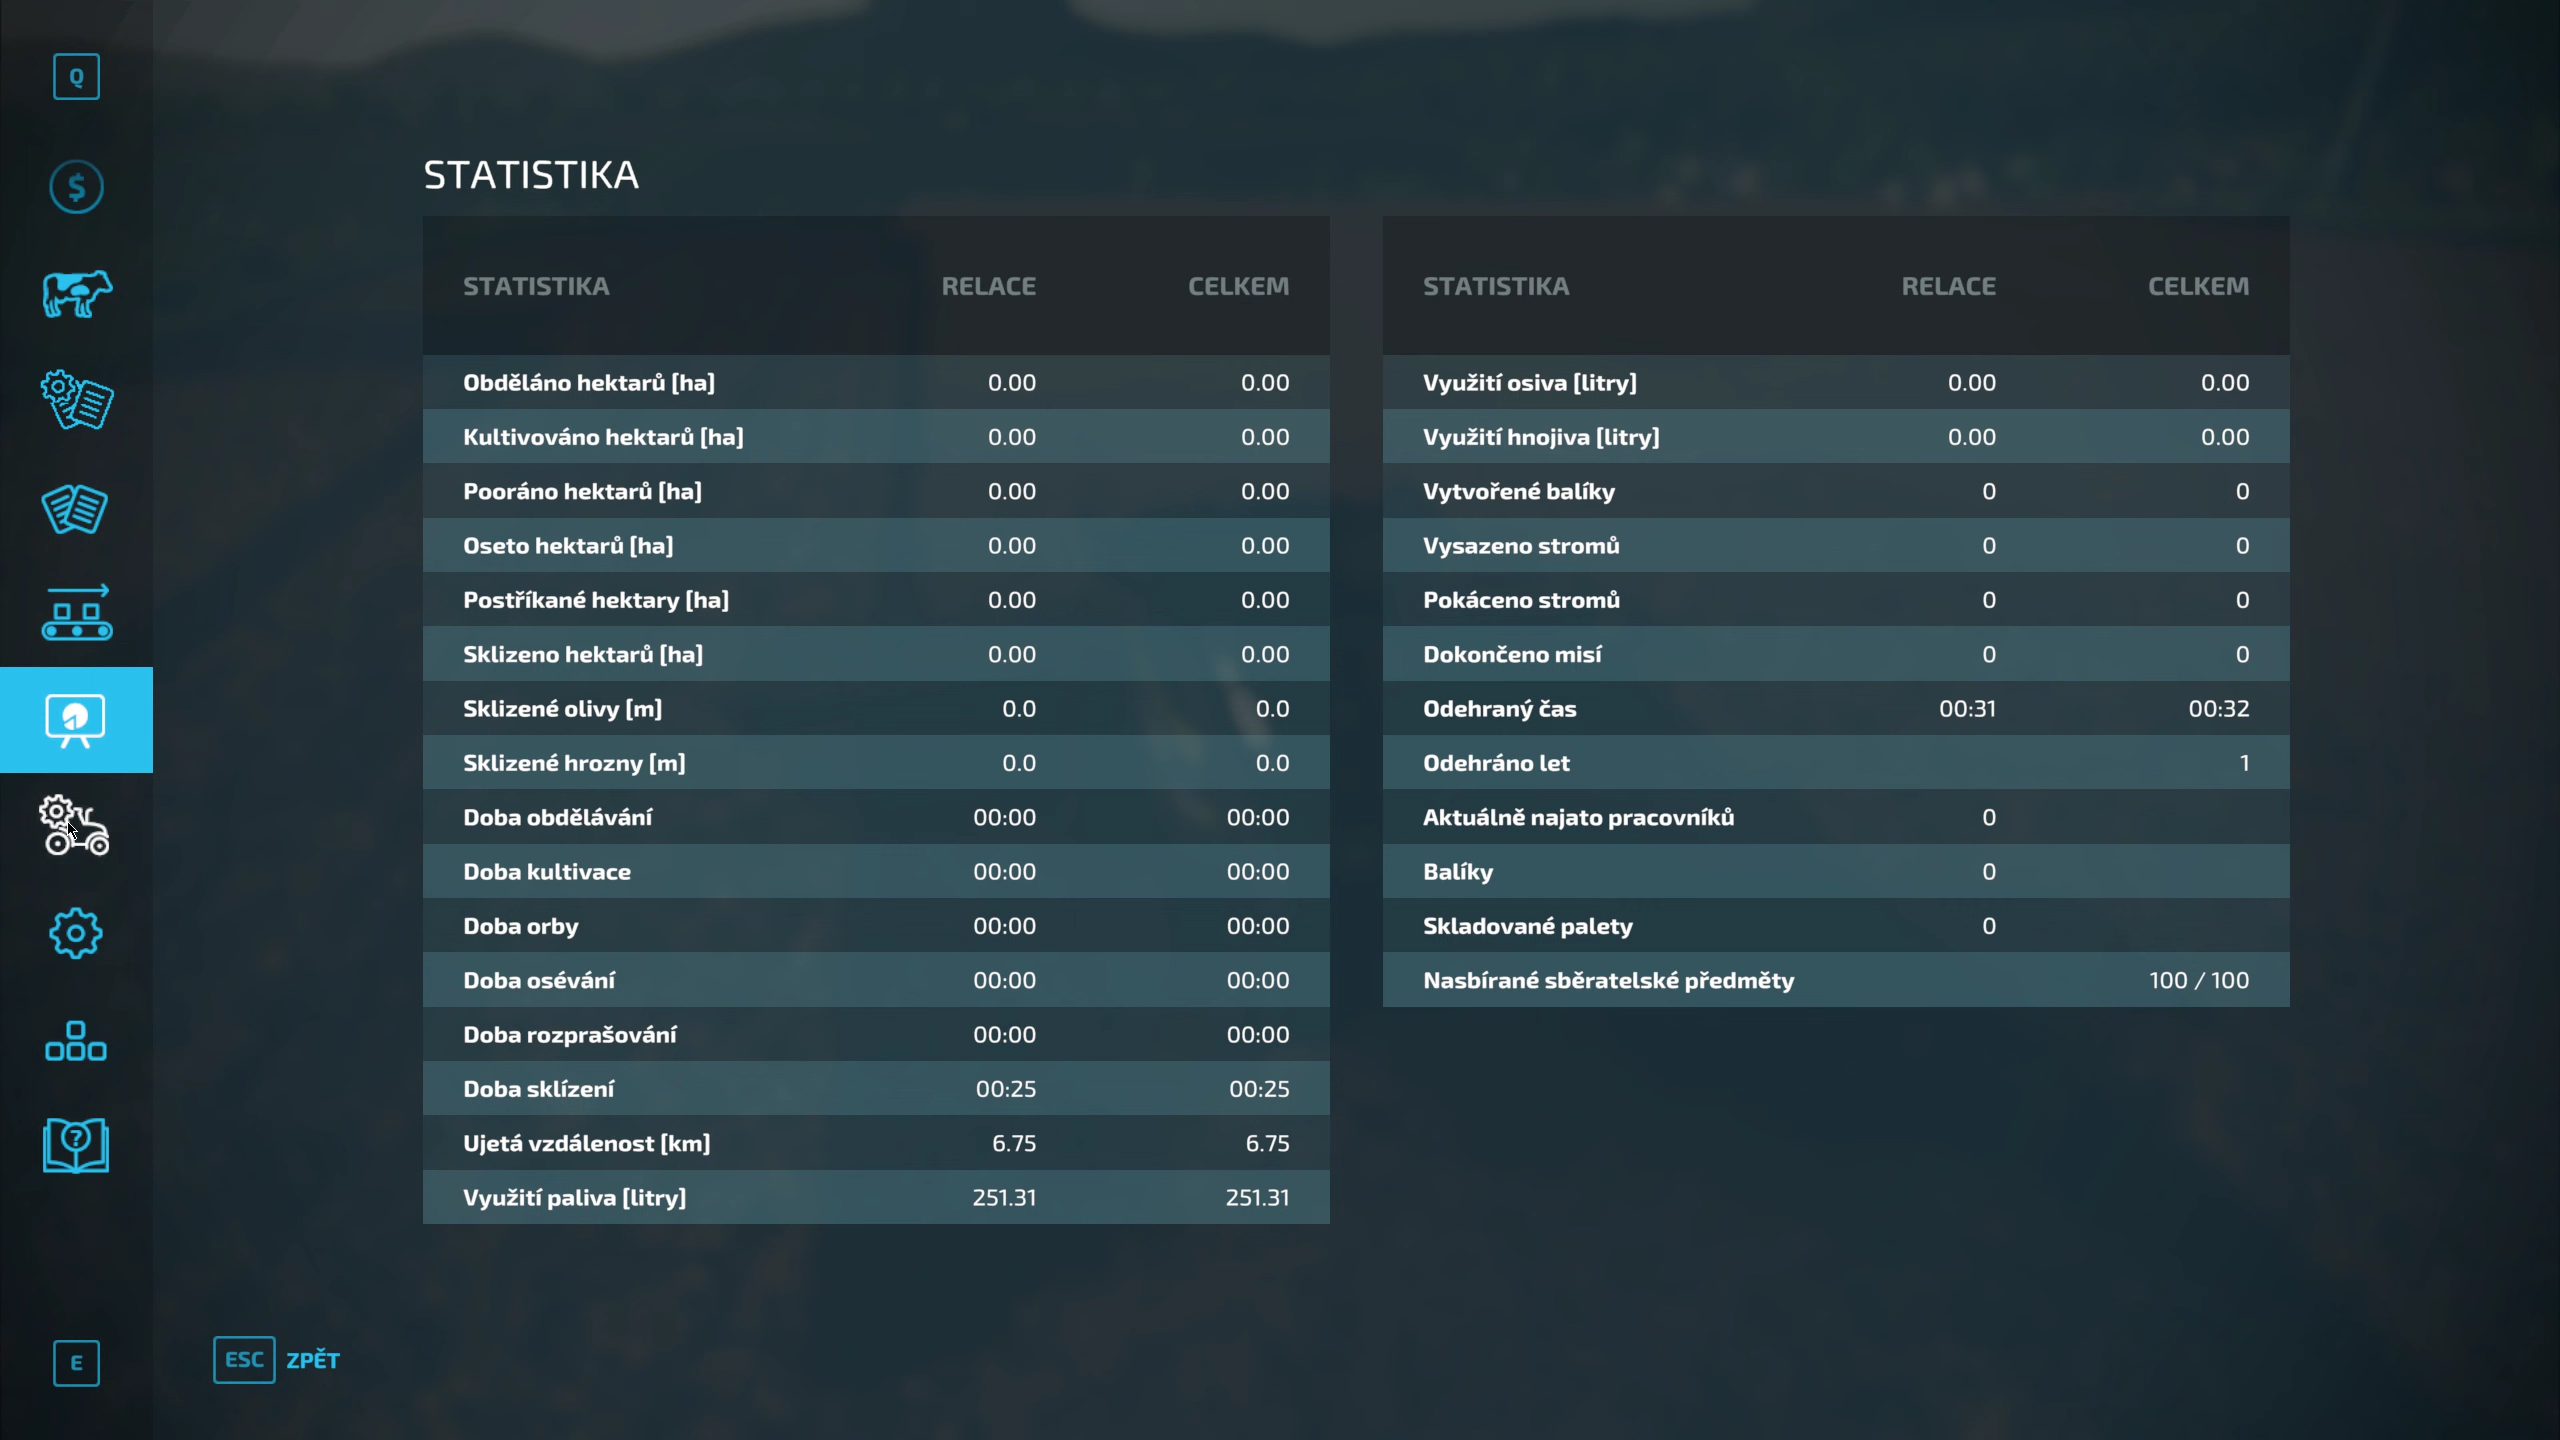 Q
$
STATISTIKA
STATISTIKA RELACE CELKEM
Obděláno hektarů [ha] 0.00 0.00
Kultivováno hektarů [ha] 0.00 0.00
Pooráno hektarů [ha] 0.00 0.00
Oseto hektarů [ha] 0.00 0.00
Postříkané hektary [ha] 0.00 0.00
Sklizeno hektarů [ha] 0.00 0.00
Sklizené olivy [m] 0.0 0.0
Sklizené hrozny [m] 0.0 0.0
Doba obdělávání 00:00 00:00
Doba kultivace 00:00 00:00
Doba orby 00:00 00:00
Doba osévání 00:00 00:00
Doba rozprašování 00:00 00:00
Doba sklízení 00:25 00:25
Ujetá vzdálenost [km] 6.75 6.75
Využití paliva [litry] 251.31 251.31
STATISTIKA RELACE CELKEM
Využití osiva [litry] 0.00 0.00
Využití hnojiva [litry] 0.00 0.00
Vytvořené balíky 0 0
Vysazeno stromů 0 0
Pokáceno stromů 0 0
Dokončeno misí 0 0
Odehraný čas 00:31 00:32
Odehráno let 1
Aktuálně najato pracovníků 0
Balíky 0
Skladované palety 0
Nasbírané sběratelské předměty 100 / 100
?
E
ESC ZPĚT